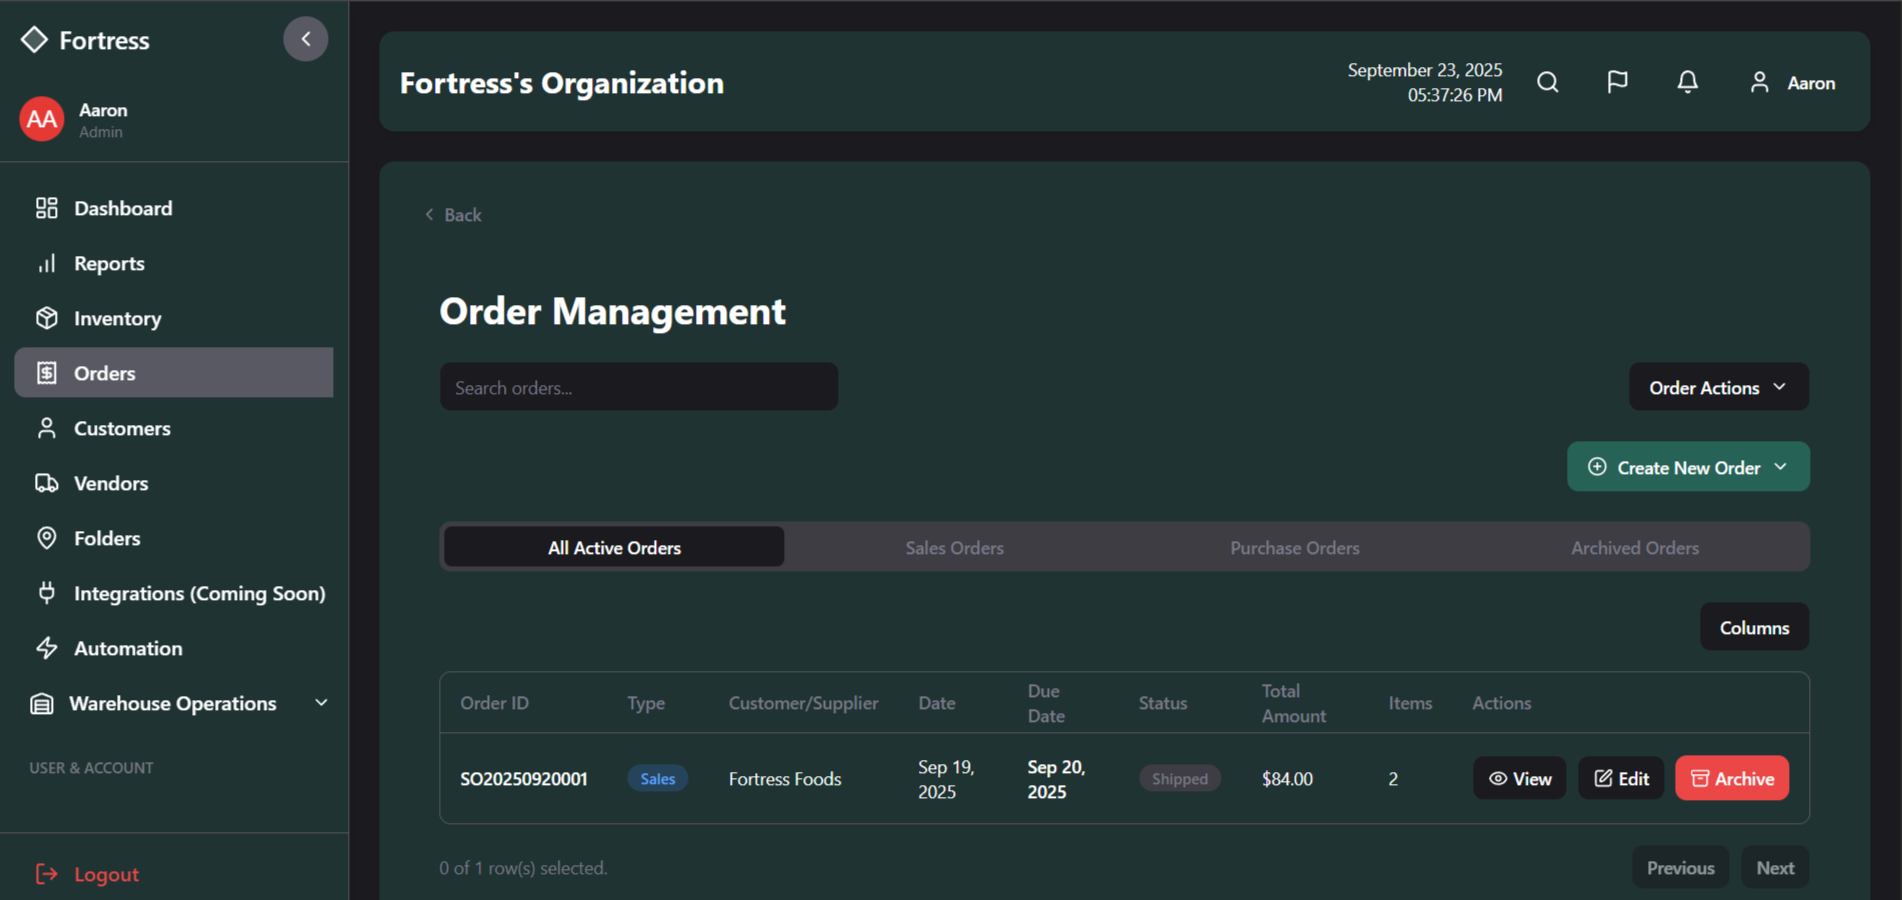 Fortress
AA
Aaron
Admin
Dashboard
Reports
Inventory
Orders
Customers
Vendors
Folders
Integrations (Coming Soon)
Automation
Warehouse Operations
USER & ACCOUNT
Logout
Fortress's Organization
September 23, 2025
05:37:26 PM
Aaron
Back
Order Management
Search orders...
Order Actions
Create New Order
All Active Orders
Sales Orders
Purchase Orders
Archived Orders
Columns
Order ID
Type
Customer/Supplier
Date
Due
Date
Status
Total
Amount
Items
Actions
SO20250920001
Sales
Fortress Foods
Sep 19,
2025
Sep 20,
2025
Shipped
$84.00
2
View
Edit
Archive
0 of 1 row(s) selected.
Previous
Next